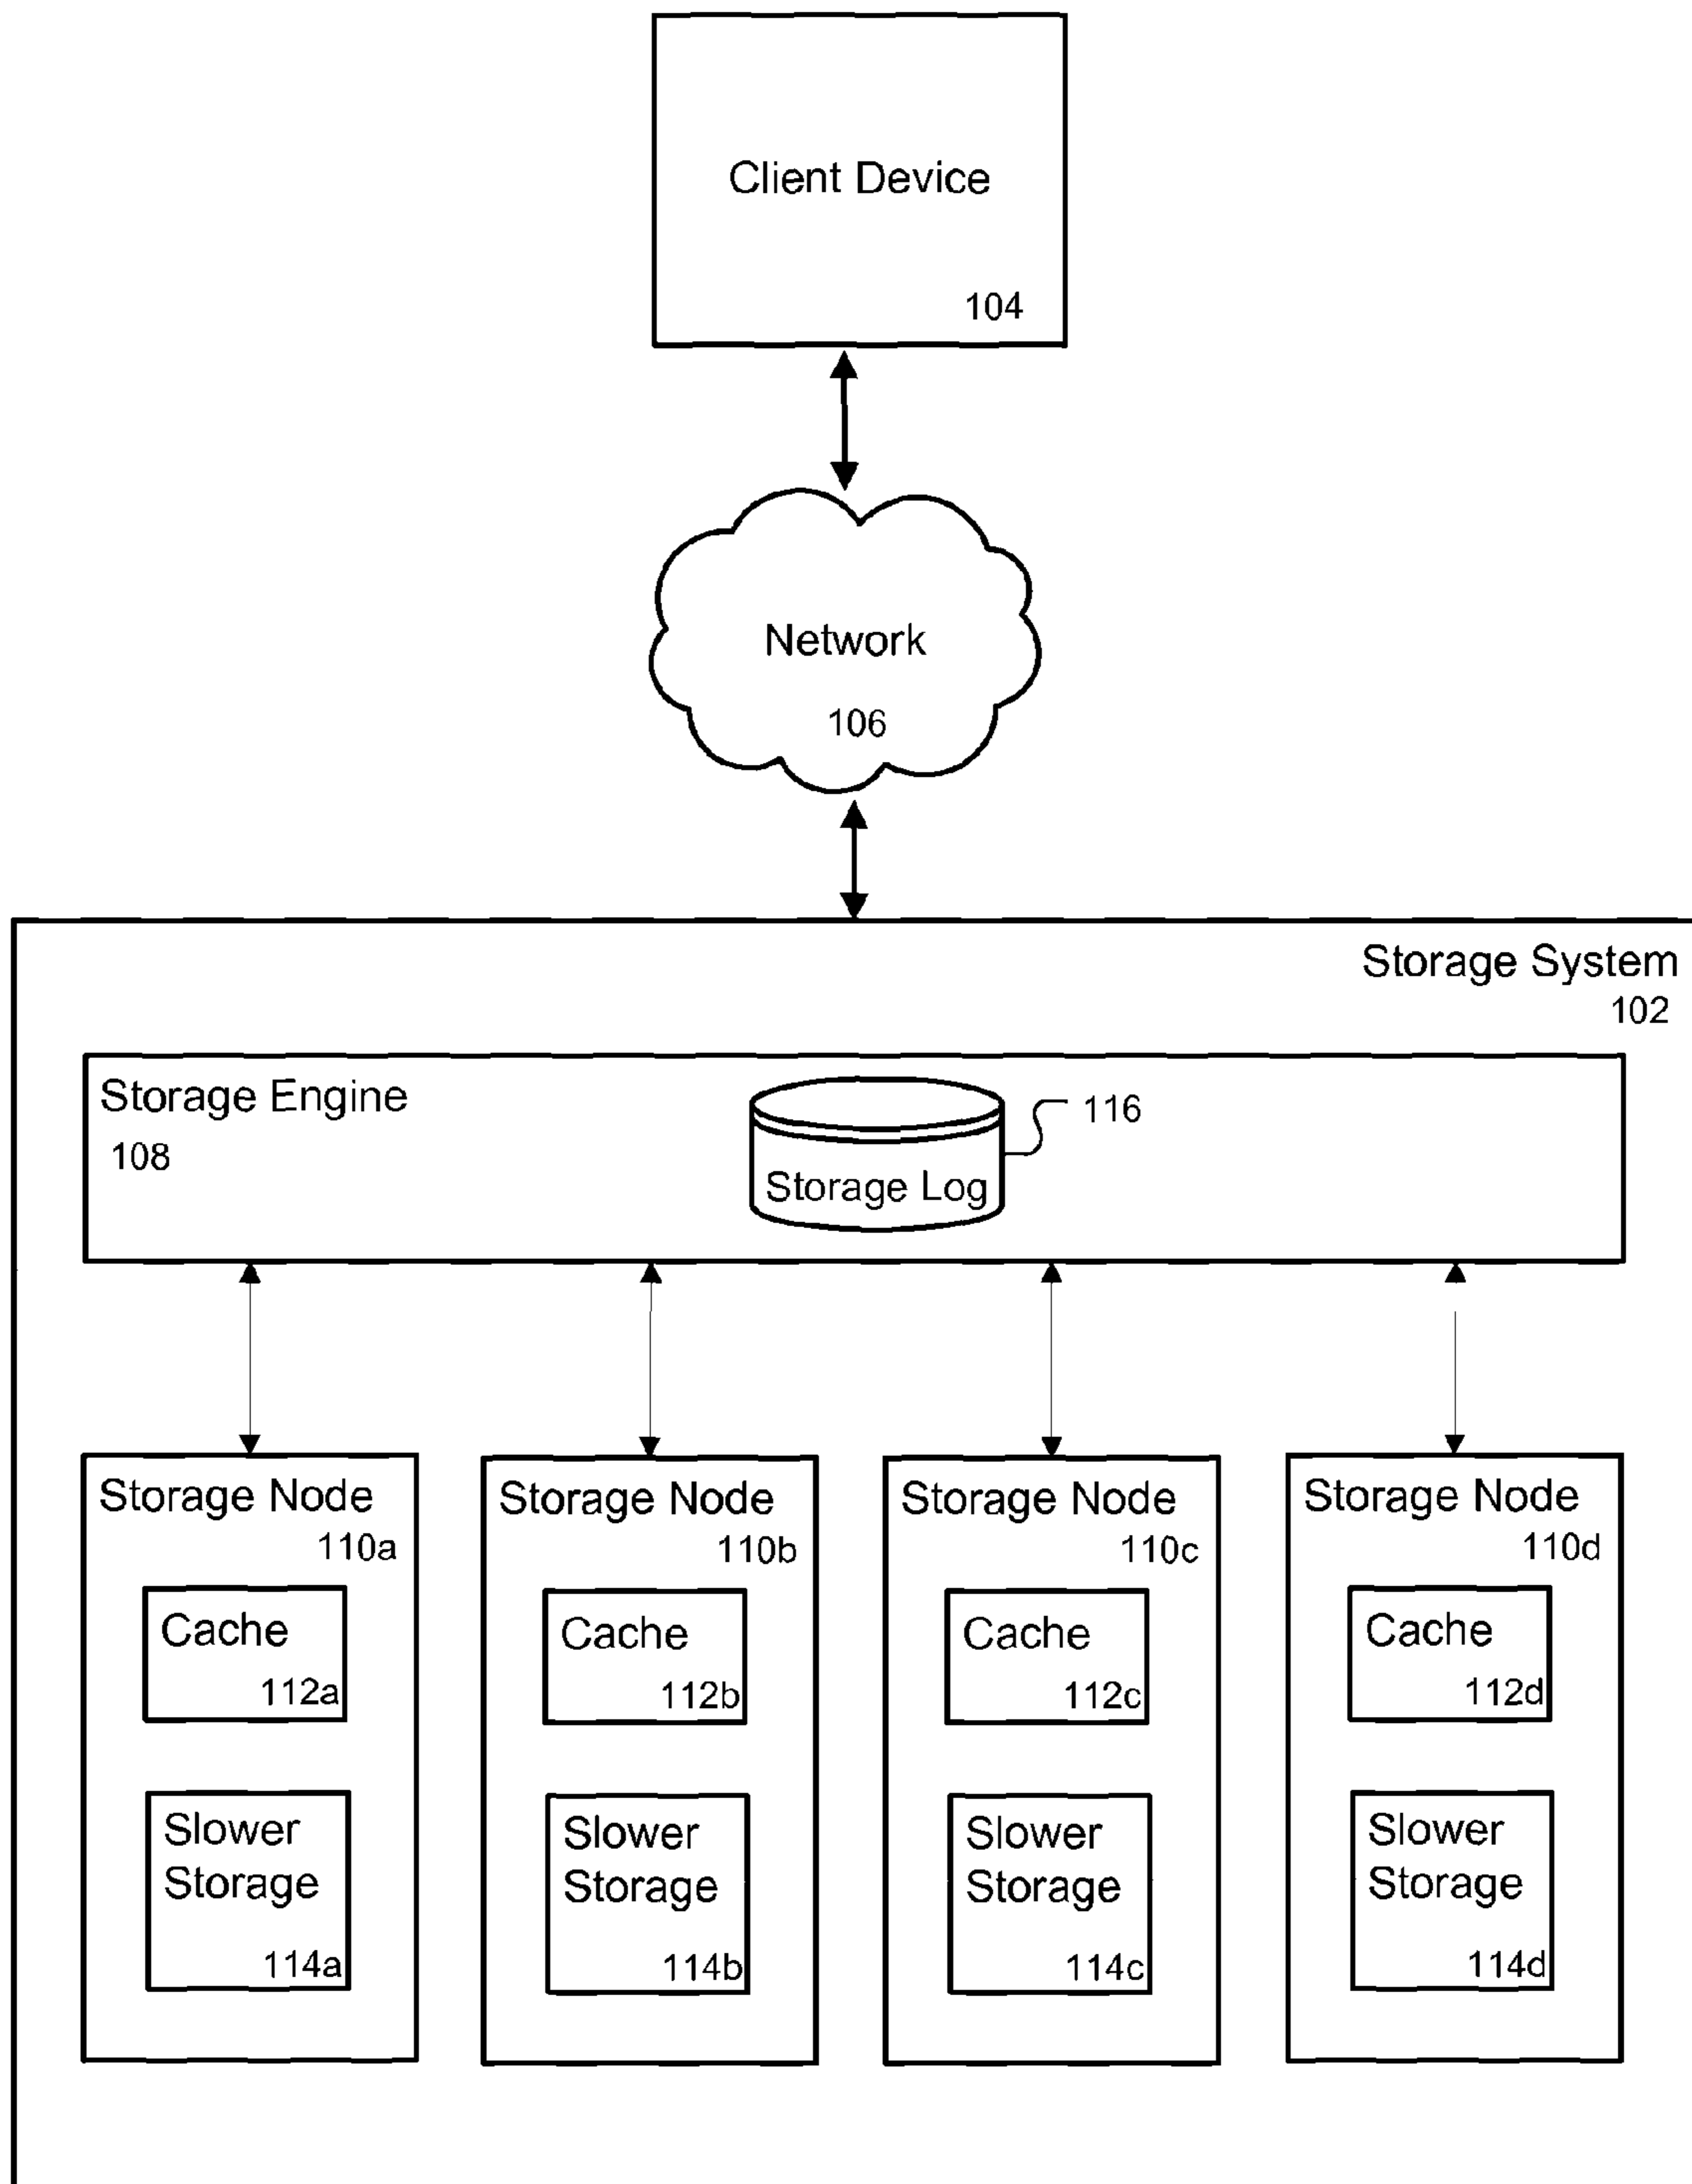 Client Device
104
Network
106
Storage System
102
Storage Engine
108
Storage Log
116
Storage Node
110a
Cache
112a
Slower
Storage
114a
Storage Node
110b
Cache
112b
Slower
Storage
114b
Storage Node
110c
Cache
112c
Slower
Storage
114c
Storage Node
110d
Cache
112d
Slower
Storage
114d